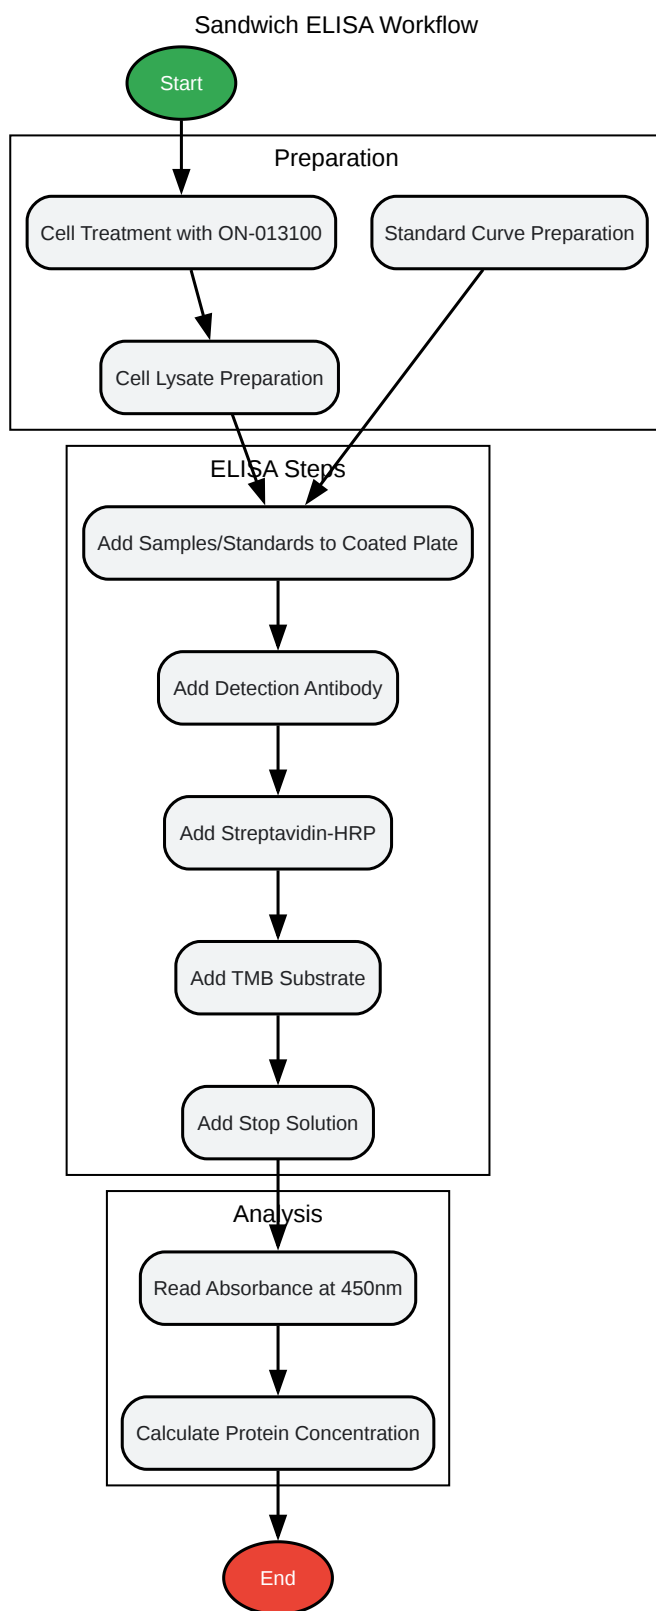 Sandwich ELISA Workflow
Start
Preparation
Cell Treatment with ON-013100
Standard Curve Preparation
Cell Lysate Preparation
ELISA Steps
Add Samples/Standards to Coated Plate
Add Detection Antibody
Add Streptavidin-HRP
Add TMB Substrate
Add Stop Solution
Analysis
Read Absorbance at 450nm
Calculate Protein Concentration
End